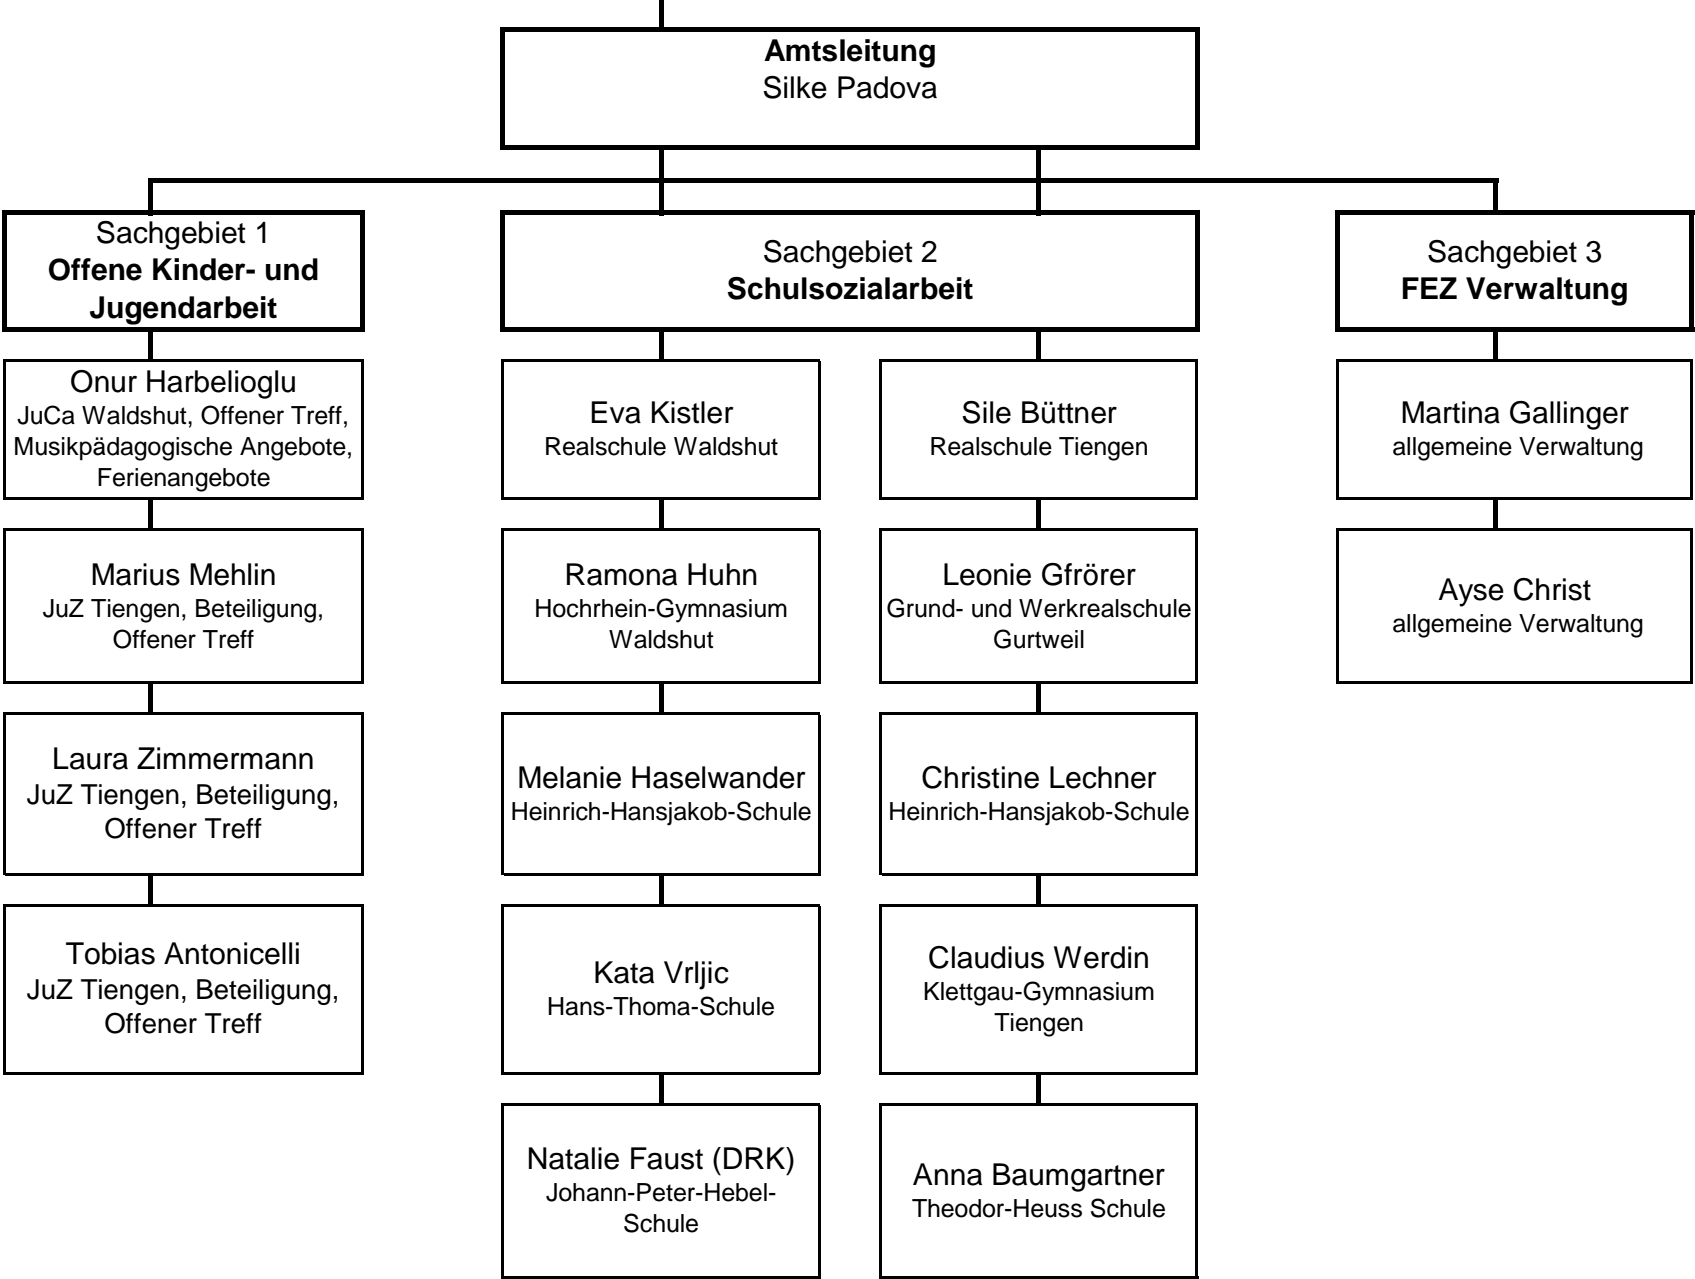 Amtsleitung
Silke Padova
Sachgebiet 1
Offene Kinder- und
Jugendarbeit
Sachgebiet 2
Schulsozialarbeit
Sachgebiet 3
FEZ Verwaltung
Onur Harbelioglu
JuCa Waldshut, Offener Treff,
Musikpädagogische Angebote,
Ferienangebote
Eva Kistler
Realschule Waldshut
Sile Büttner
Realschule Tiengen
Martina Gallinger
allgemeine Verwaltung
Marius Mehlin
JuZ Tiengen, Beteiligung,
Offener Treff
Ramona Huhn
Hochrhein-Gymnasium
Waldshut
Leonie Gfrörer
Grund- und Werkrealschule
Gurtweil
Ayse Christ
allgemeine Verwaltung
Laura Zimmermann
JuZ Tiengen, Beteiligung,
Offener Treff
Melanie Haselwander
Heinrich-Hansjakob-Schule
Christine Lechner
Heinrich-Hansjakob-Schule
Tobias Antonicelli
JuZ Tiengen, Beteiligung,
Offener Treff
Kata Vrljic
Hans-Thoma-Schule
Claudius Werdin
Klettgau-Gymnasium
Tiengen
Natalie Faust (DRK)
Johann-Peter-Hebel-
Schule
Anna Baumgartner
Theodor-Heuss Schule